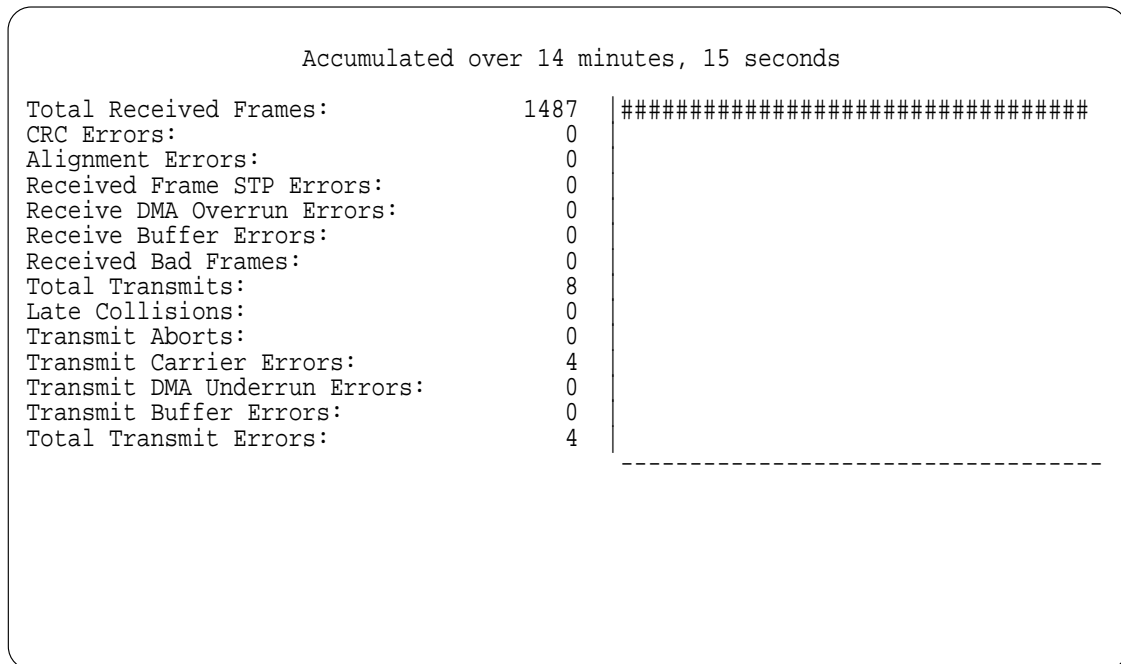 Accumulated over 14 minutes, 15 seconds
Total Received Frames: 1487 |##################################
CRC Errors: 0 |
Alignment Errors: 0 |
Received Frame STP Errors: 0 |
Receive DMA Overrun Errors: 0 |
Receive Buffer Errors: 0 |
Received Bad Frames: 0 |
Total Transmits: 8 |
Late Collisions: 0 |
Transmit Aborts: 0 |
Transmit Carrier Errors: 4 |
Transmit DMA Underrun Errors: 0 |
Transmit Buffer Errors: 0 |
Total Transmit Errors: 4 |
-----------------------------------